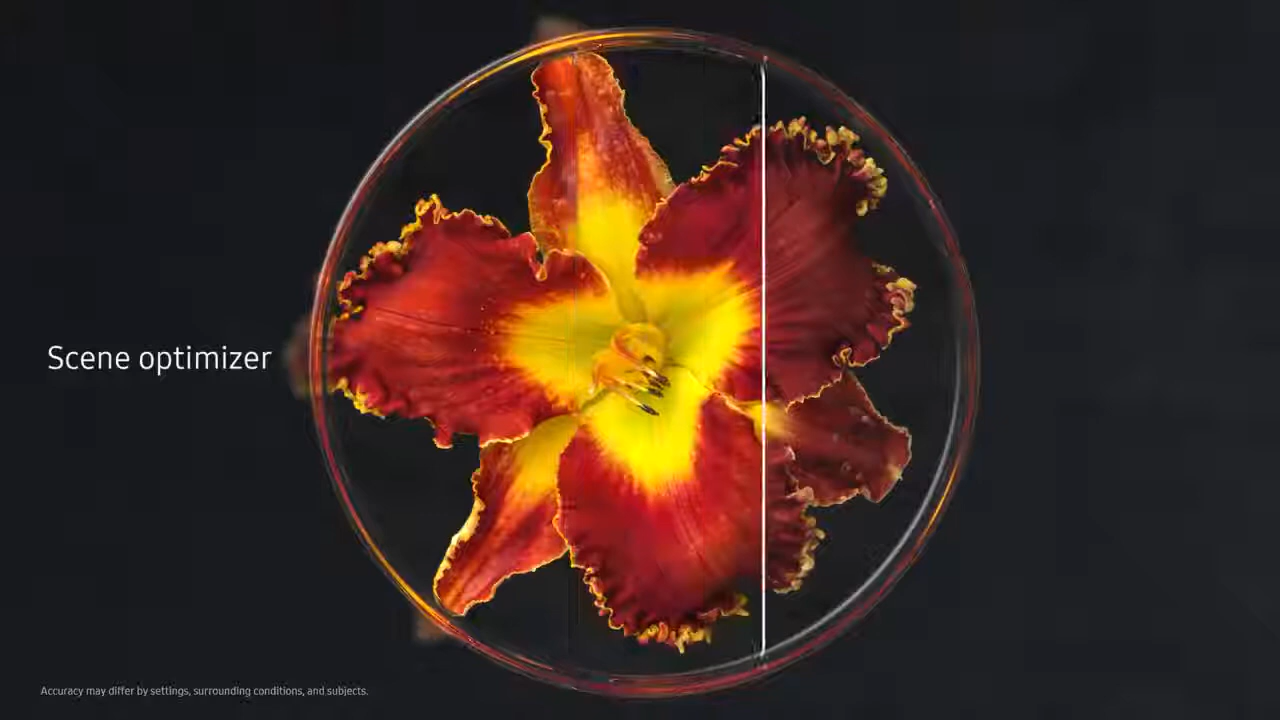 Scene optimizer
Accuracy may differ by settings, surrounding conditions, and subjects.